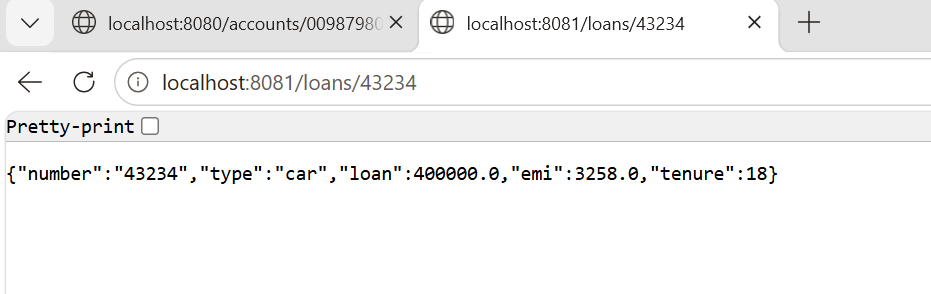 localhost:8080/accounts/00987980
localhost:8081/loans/43234
localhost:8081/loans/43234
Pretty-print
{"number":"43234","type":"car","loan":400000.0,"emi":3258.0,"tenure":18}